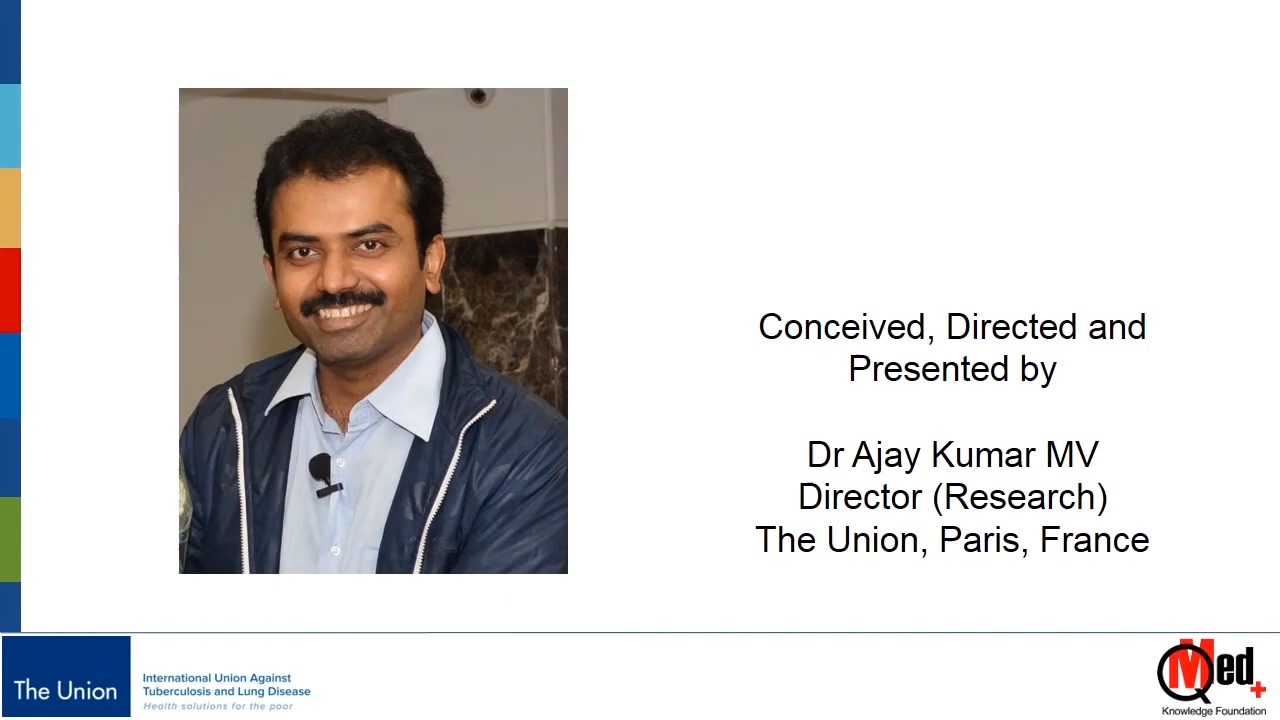 Conceived, Directed and
Presented by
Dr Ajay Kumar MV
Director (Research)
The Union, Paris, France
The Union
International Union Against
Tuberculosis and Lung Disease
Health solutions for the poor
QMed
Knowledge Foundation